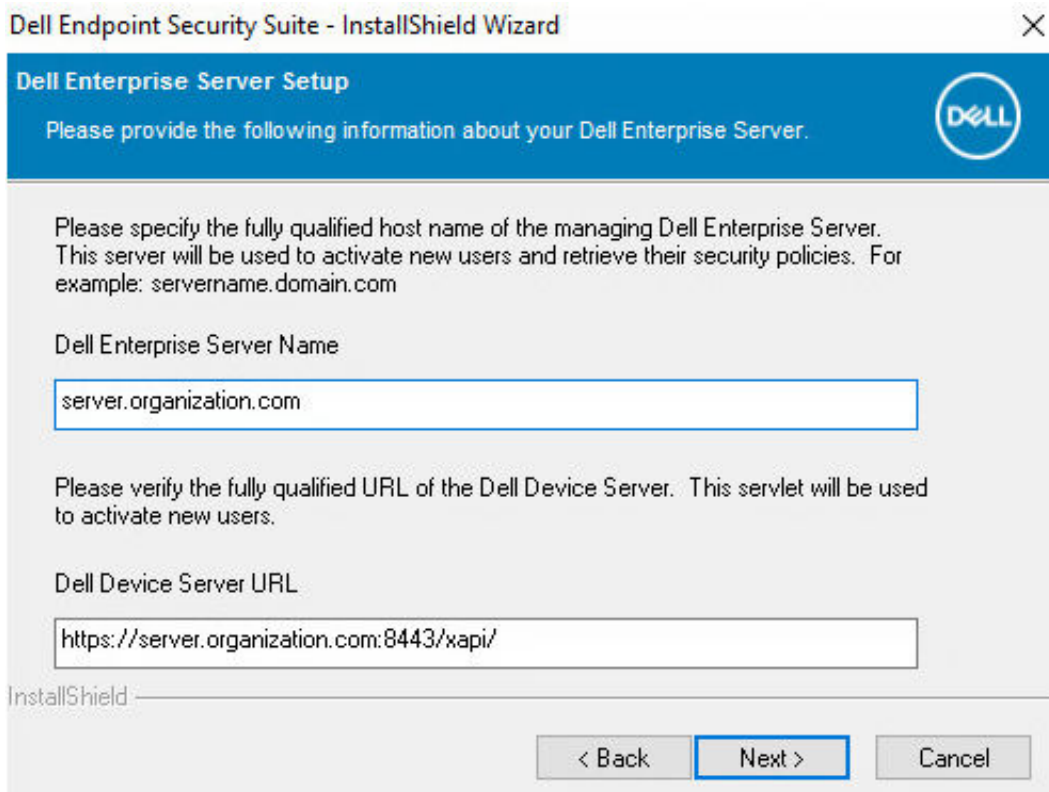 Dell Endpoint Security Suite - InstallShield Wizard
Dell Enterprise Server Setup
Please provide the following information about your Dell Enterprise Server.
DELL
Please specify the fully qualified host name of the managing Dell Enterprise Server.
This server will be used to activate new users and retrieve their security policies.  For
example: servername.domain.com
Dell Enterprise Server Name
server.organization.com
Please verify the fully qualified URL of the Dell Device Server.  This servlet will be used
to activate new users.
Dell Device Server URL
https://server.organization.com:8443/xapi/
InstallShield
< Back
Next >
Cancel